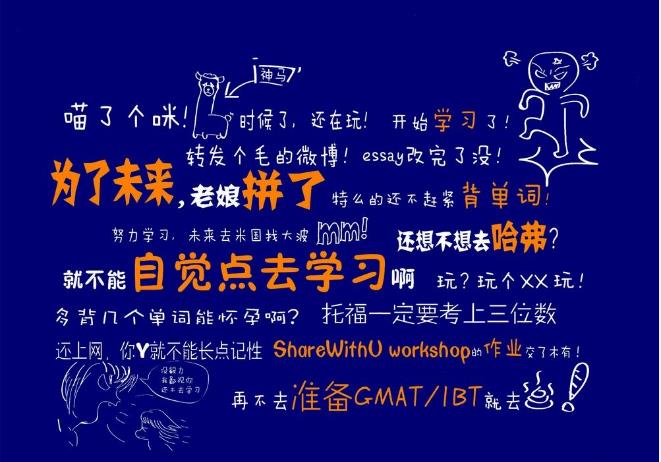 神马
喵了个咪! 时候了, 还在玩! 开始学习了!
转发个毛的微博! essay改完了没!
为了未来, 老娘拼了 特么的还不赶紧背单词!
努力学习, 未来去米国找大波mm! 还想不想去哈弗?
就不能自觉点去学习啊 玩? 玩个XX玩!
多背几个单词能怀孕啊? 托福一定要考上三位数
还上网, 你Y就不能长点记性 ShareWithU workshop的作业交了木有!
没毅力
我鄙视你
还不去学习
再不去准备GMAT/IBT就去